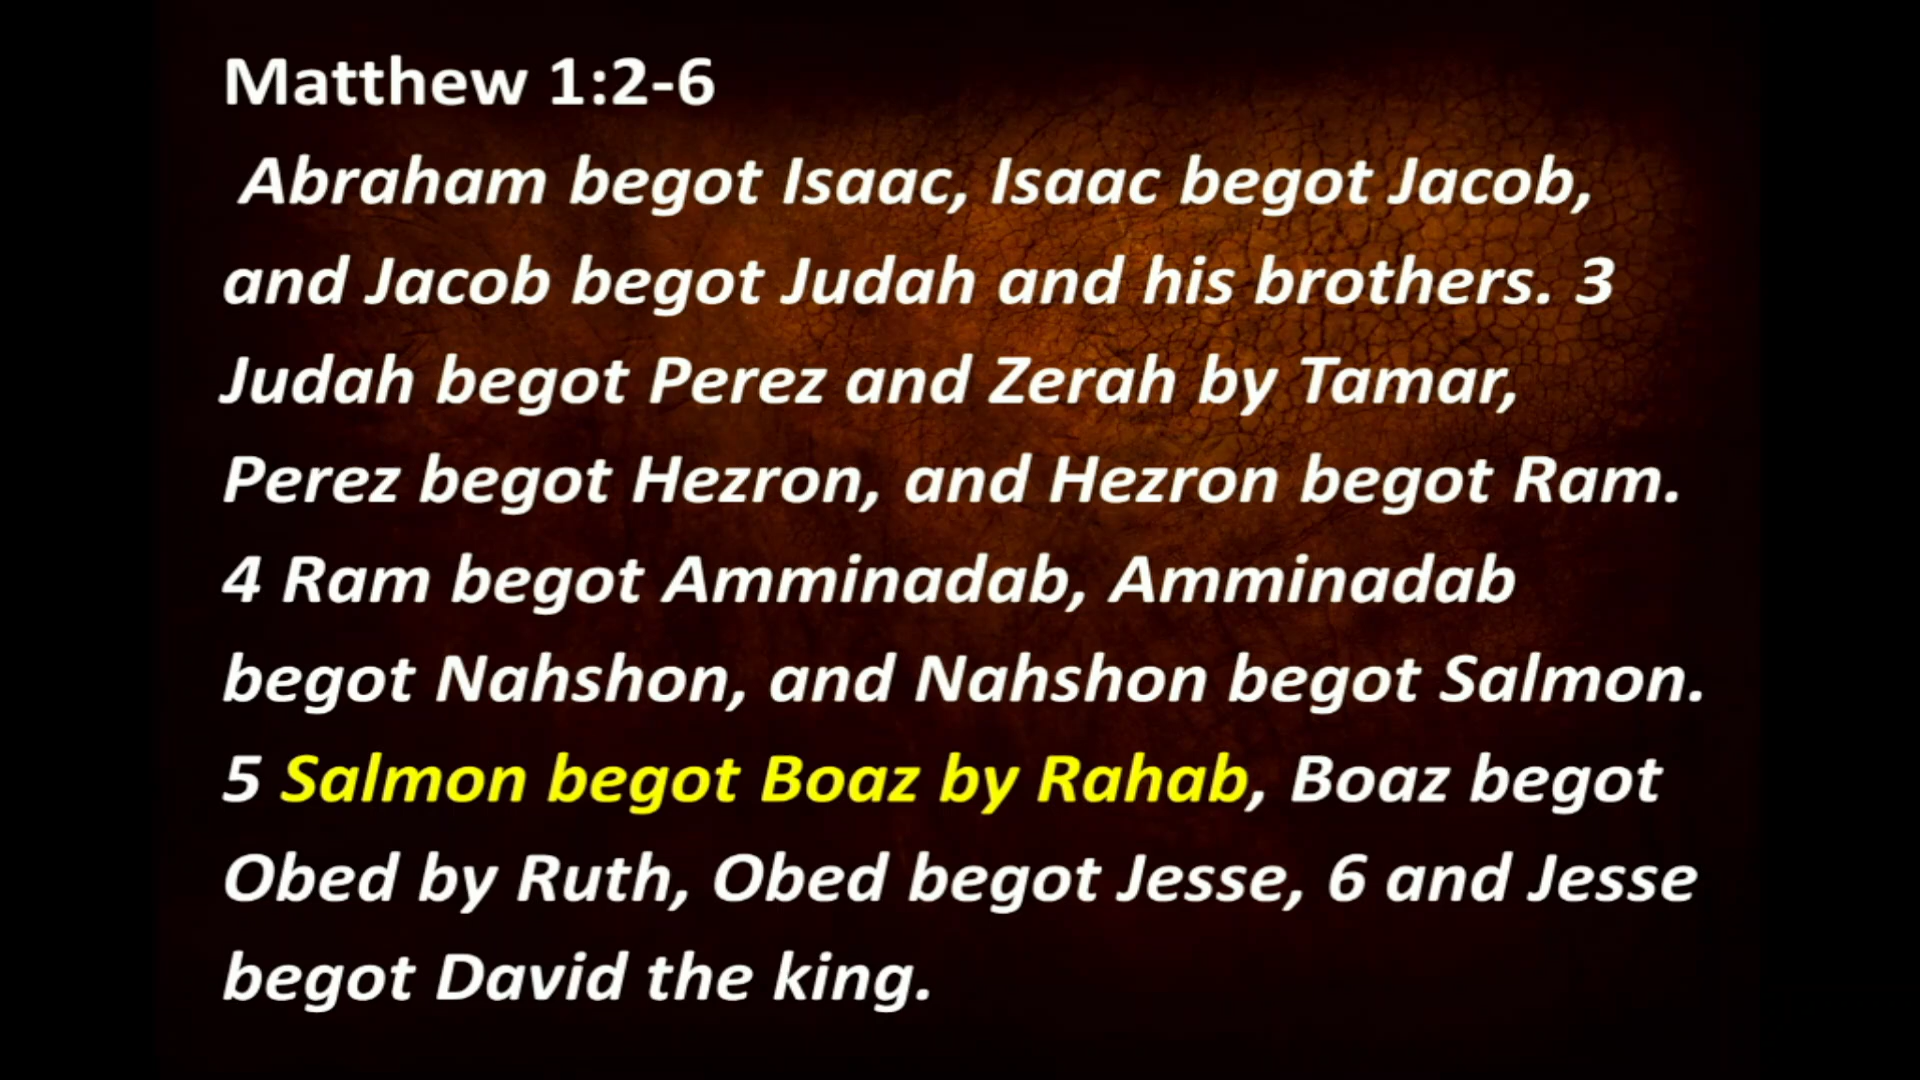 Matthew 1:2-6
Abraham begot Isaac, Isaac begot Jacob,
and Jacob begot Judah and his brothers. 3
Judah begot Perez and Zerah by Tamar,
Perez begot Hezron, and Hezron begot Ram.
4 Ram begot Amminadab, Amminadab
begot Nahshon, and Nahshon begot Salmon.
5 Salmon begot Boaz by Rahab, Boaz begot
Obed by Ruth, Obed begot Jesse, 6 and Jesse
begot David the king.